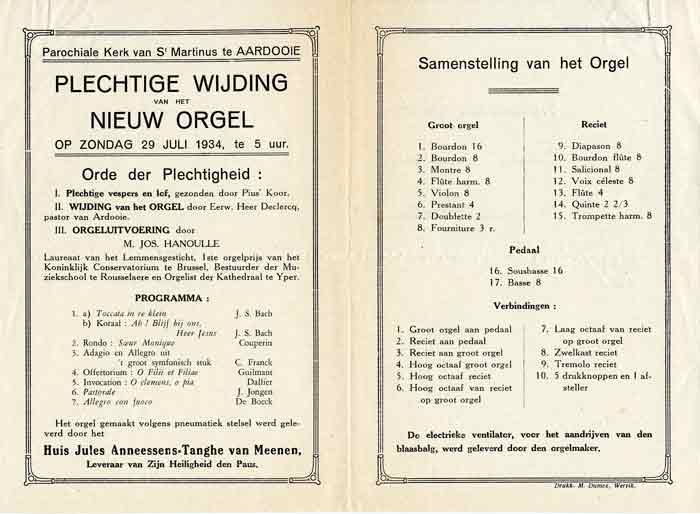 Parochiale Kerk van Sᵗ Martinus te AARDOOIE
PLECHTIGE WIJDING
VAN HET
NIEUW ORGEL
OP ZONDAG 29 JULI 1934, te 5 uur.
Orde der Plechtigheid :
I. Plechtige vespers en lof, gezonden door Pius' Koor.
II. WIJDING van het ORGEL door Eerw. Heer Declercq,
pastor van Ardooie.
III. ORGELUITVOERING door
M. JOS. HANOULLE
Laureaat van het Lemmensgesticht, 1ste orgelprijs van het
Koninklijk Conservatorium te Brussel, Bestuurder der Mu-
ziekschool te Rousselaere en Orgelist der Kathedraal te Yper.
PROGRAMMA :
1. a) Toccata in re klein J. S. Bach
b) Koraal : Ah ! Blijf bij ons,
Heer Jesus J. S. Bach
2. Rondo : Sœur Monique Couperin
3. Adagio en Allegro uit
't groot symfonisch stuk C. Franck
4. Offertorium : O Filii et Filiae Guilmant
5. Invocation : O clemens, o pia Dallier
6. Pastorale J. Jongen
7. Allegro con fuoco De Boeck
Het orgel gemaakt volgens pneumatiek stelsel werd gele-
verd door het
Huis Jules Anneessens-Tanghe van Meenen,
Leveraar van Zijn Heiligheid den Paus.
Samenstelling van het Orgel
Groot orgel
1. Bourdon 16
2. Bourdon 8
3. Montre 8
4. Flûte harm. 8
5. Violon 8
6. Prestant 4
7. Doublette 2
8. Fourniture 3 r.
Reciet
9. Diapason 8
10. Bourdon flûte 8
11. Salicional 8
12. Voix céleste 8
13. Flûte 4
14. Quinte 2 2/3
15. Trompette harm. 8
Pedaal
16. Sousbasse 16
17. Basse 8
Verbindingen :
1. Groot orgel aan pedaal
2. Reciet aan pedaal
3. Reciet aan groot orgel
4. Hoog octaaf groot orgel
5. Hoog octaaf reciet
6. Hoog octaaf van reciet
op groot orgel
7. Laag octaaf van reciet
op groot orgel
8. Zwelkast reciet
9. Tremolo reciet
10. 5 drukknoppen en 1 af-
steller
De electrieke ventilater, voor het aandrijven van den
blaasbalg, werd geleverd door den orgelmaker.
Drukk. M. Dumez, Wervik.